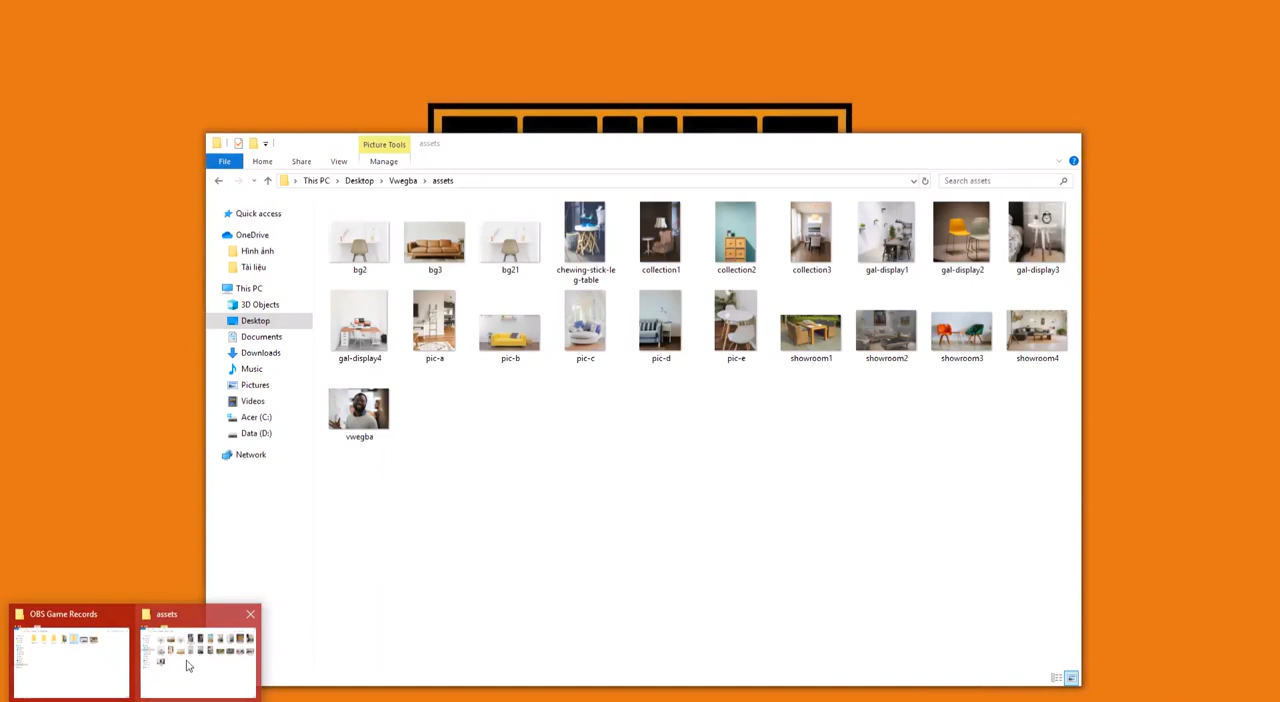 Picture Tools assets
File Home Share View Manage
This PC Desktop Vwegba assets Search assets
Quick access
OneDrive
Hình ảnh
Tài liệu
This PC
3D Objects
Desktop
Documents
Downloads
Music
Pictures
Videos
Acer (C:)
Data (D:)
Network
bg2 bg3 bg21 chewing-stick-le collection1 collection2 collection3 gal-display1 gal-display2 gal-display3
g-table
gal-display4 pic-a pic-b pic-c pic-d pic-e showroom1 showroom2 showroom3 showroom4
vwegba
OBS Game Records assets